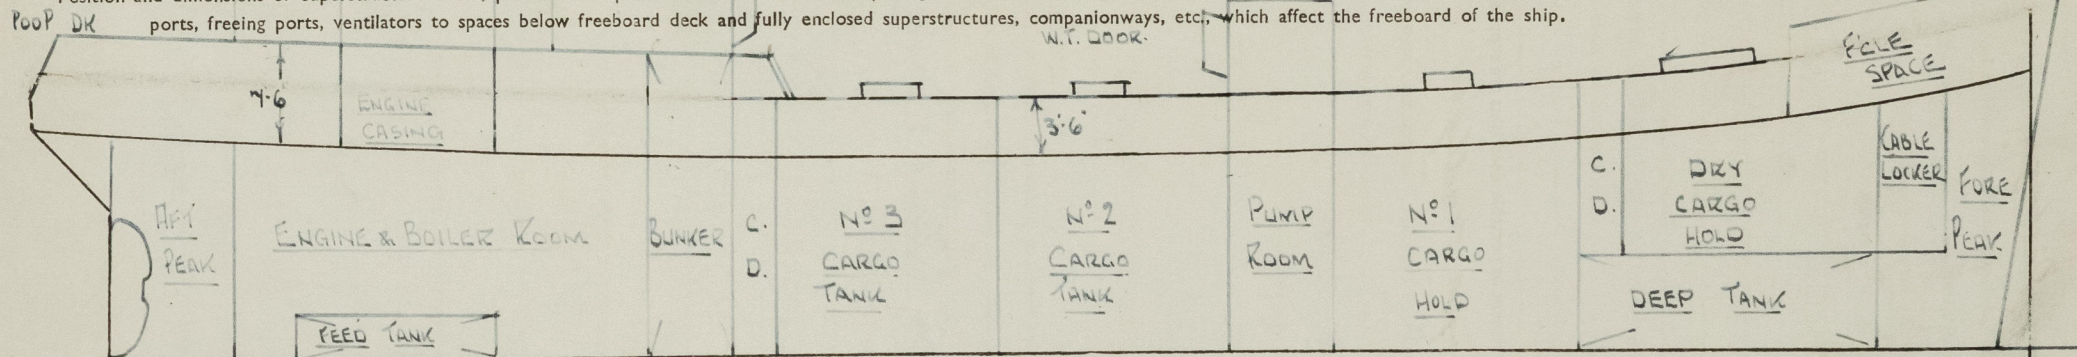 ports, freeing ports, ventilators to spaces below freeboard deck and fully enclosed superstructures, companionways, etc., which affect the freeboard of the ship.
POOP DK
W.T. DOOR.
F'CLE
SPACE
7'-6
ENGINE
CASING
3'-6"
AFT
PEAK
ENGINE & BOILER ROOM
FEED TANK
BUNKER
C.
D.
Nº 3
CARGO
TANK
Nº 2
CARGO
TANK
PUMP
ROOM
Nº 1
CARGO
HOLD
C.
D.
DRY
CARGO
HOLD
DEEP TANK
CABLE
LOCKER
FORE
PEAK